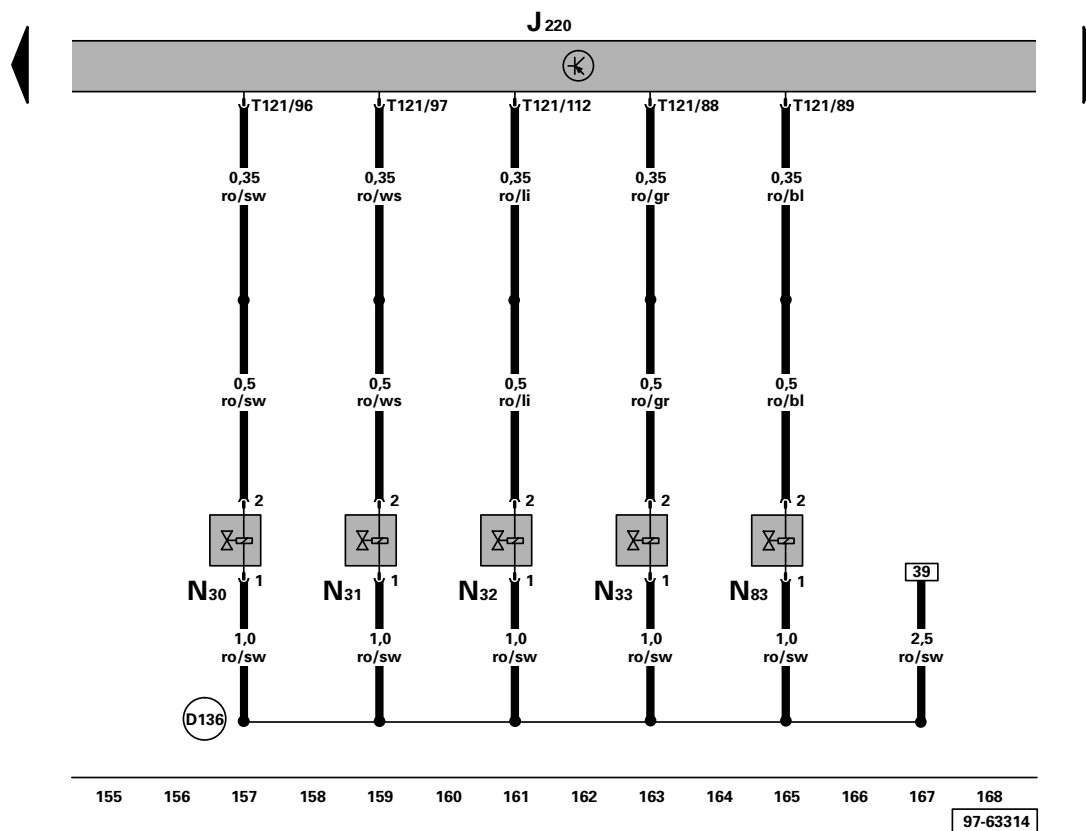 J 220
T121/96 T121/97 T121/112 T121/88 T121/89
0,35 0,35 0,35 0,35 0,35
ro/sw ro/ws ro/li ro/gr ro/bl
0,5 0,5 0,5 0,5 0,5
ro/sw ro/ws ro/li ro/gr ro/bl
2 2 2 2 2
39
N30 1 N31 1 N32 1 N33 1 N83 1
1,0 1,0 1,0 1,0 1,0 2,5
ro/sw ro/sw ro/sw ro/sw ro/sw ro/sw
D136
155 156 157 158 159 160 161 162 163 164 165 166 167 168
97-63314